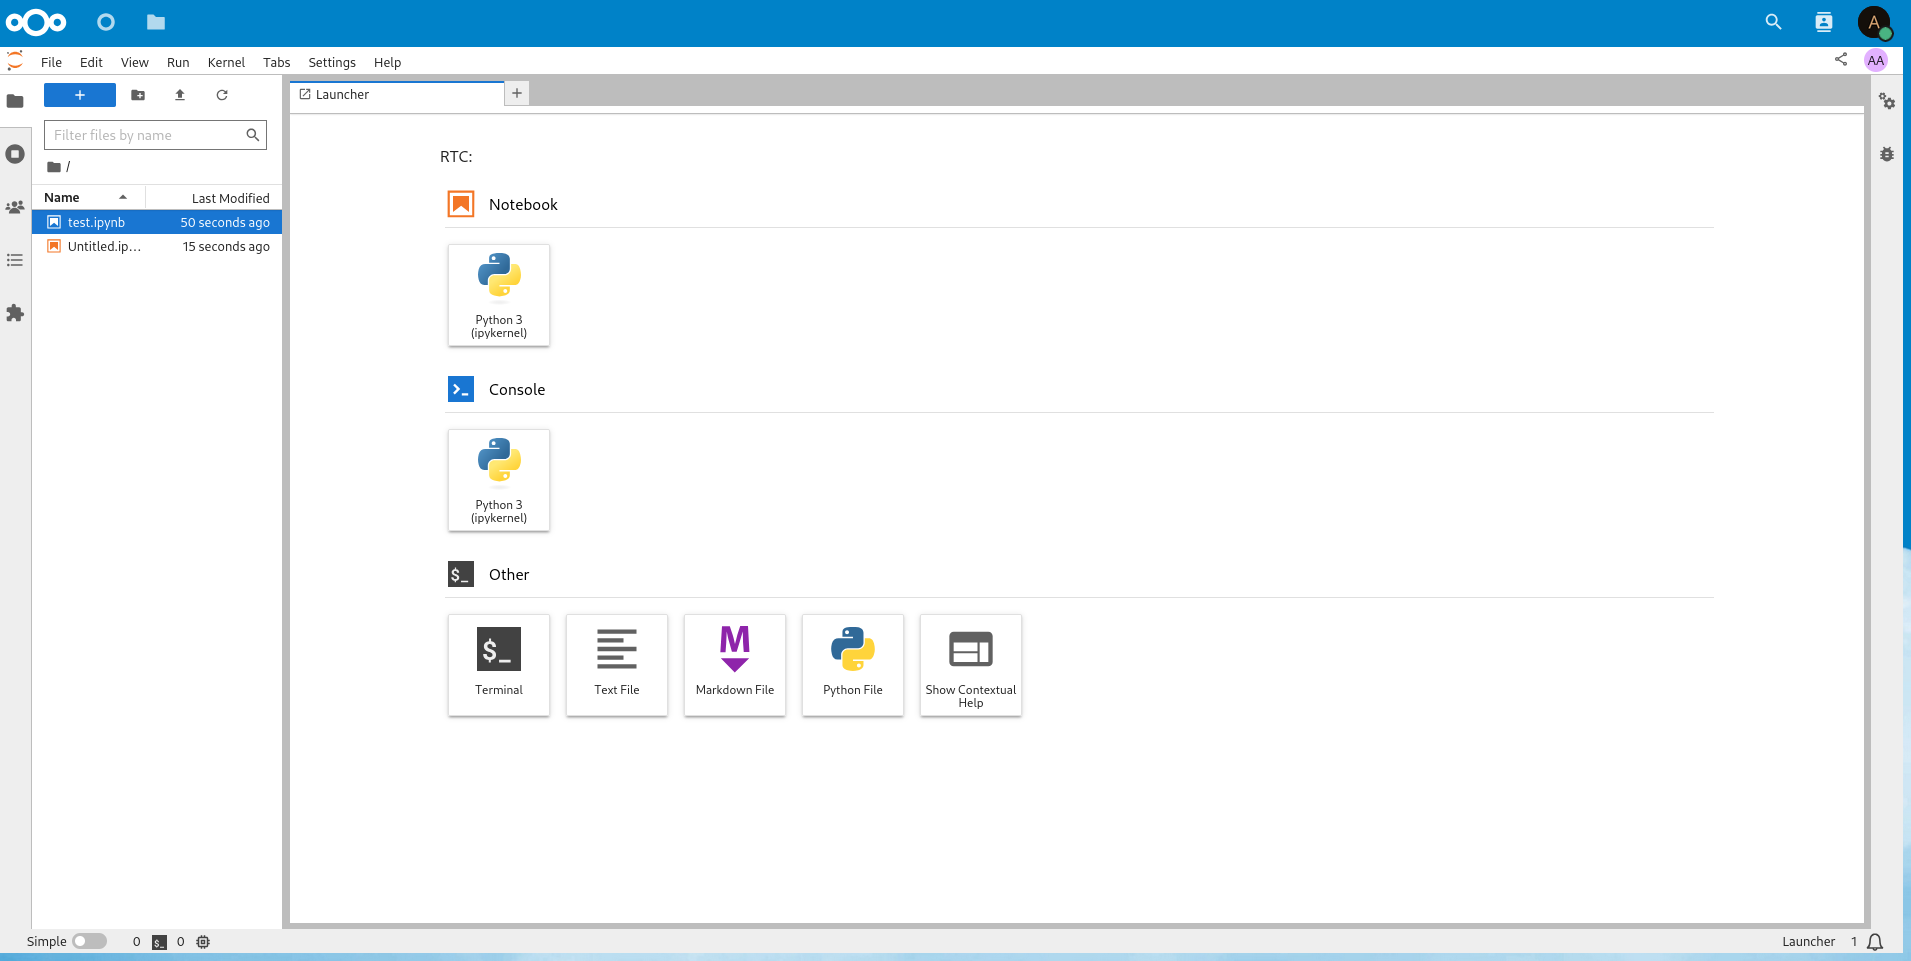 A
File Edit View Run Kernel Tabs Settings Help
AA
Launcher
Filter files by name
/
Name Last Modified
test.ipynb 50 seconds ago
Untitled.ip... 15 seconds ago
RTC:
Notebook
Python 3
(ipykernel)
Console
Python 3
(ipykernel)
$_ Other
$_
M
Terminal
Text File
Markdown File
Python File
Show Contextual
Help
Simple 0 $_ 0
Launcher 1